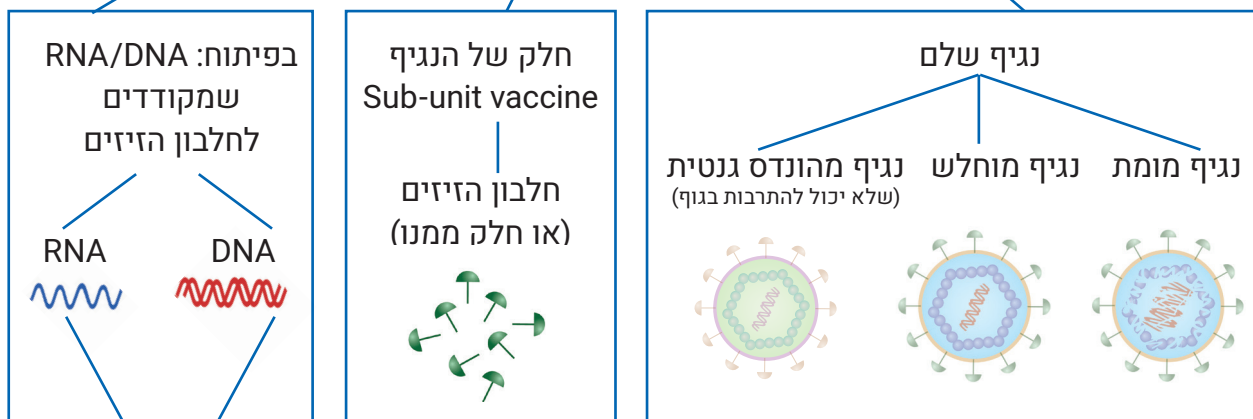 נגיף שלם
נגיף מומת
נגיף מוחלש
נגיף מהונדס גנטית
(שלא יכול להתרבות בגוף)
חלק של הנגיף
Sub-unit vaccine
חלבון הזיזים
(או חלק ממנו)
בפיתוח: RNA/DNA
שמקודדים
לחלבון הזיזים
DNA
RNA